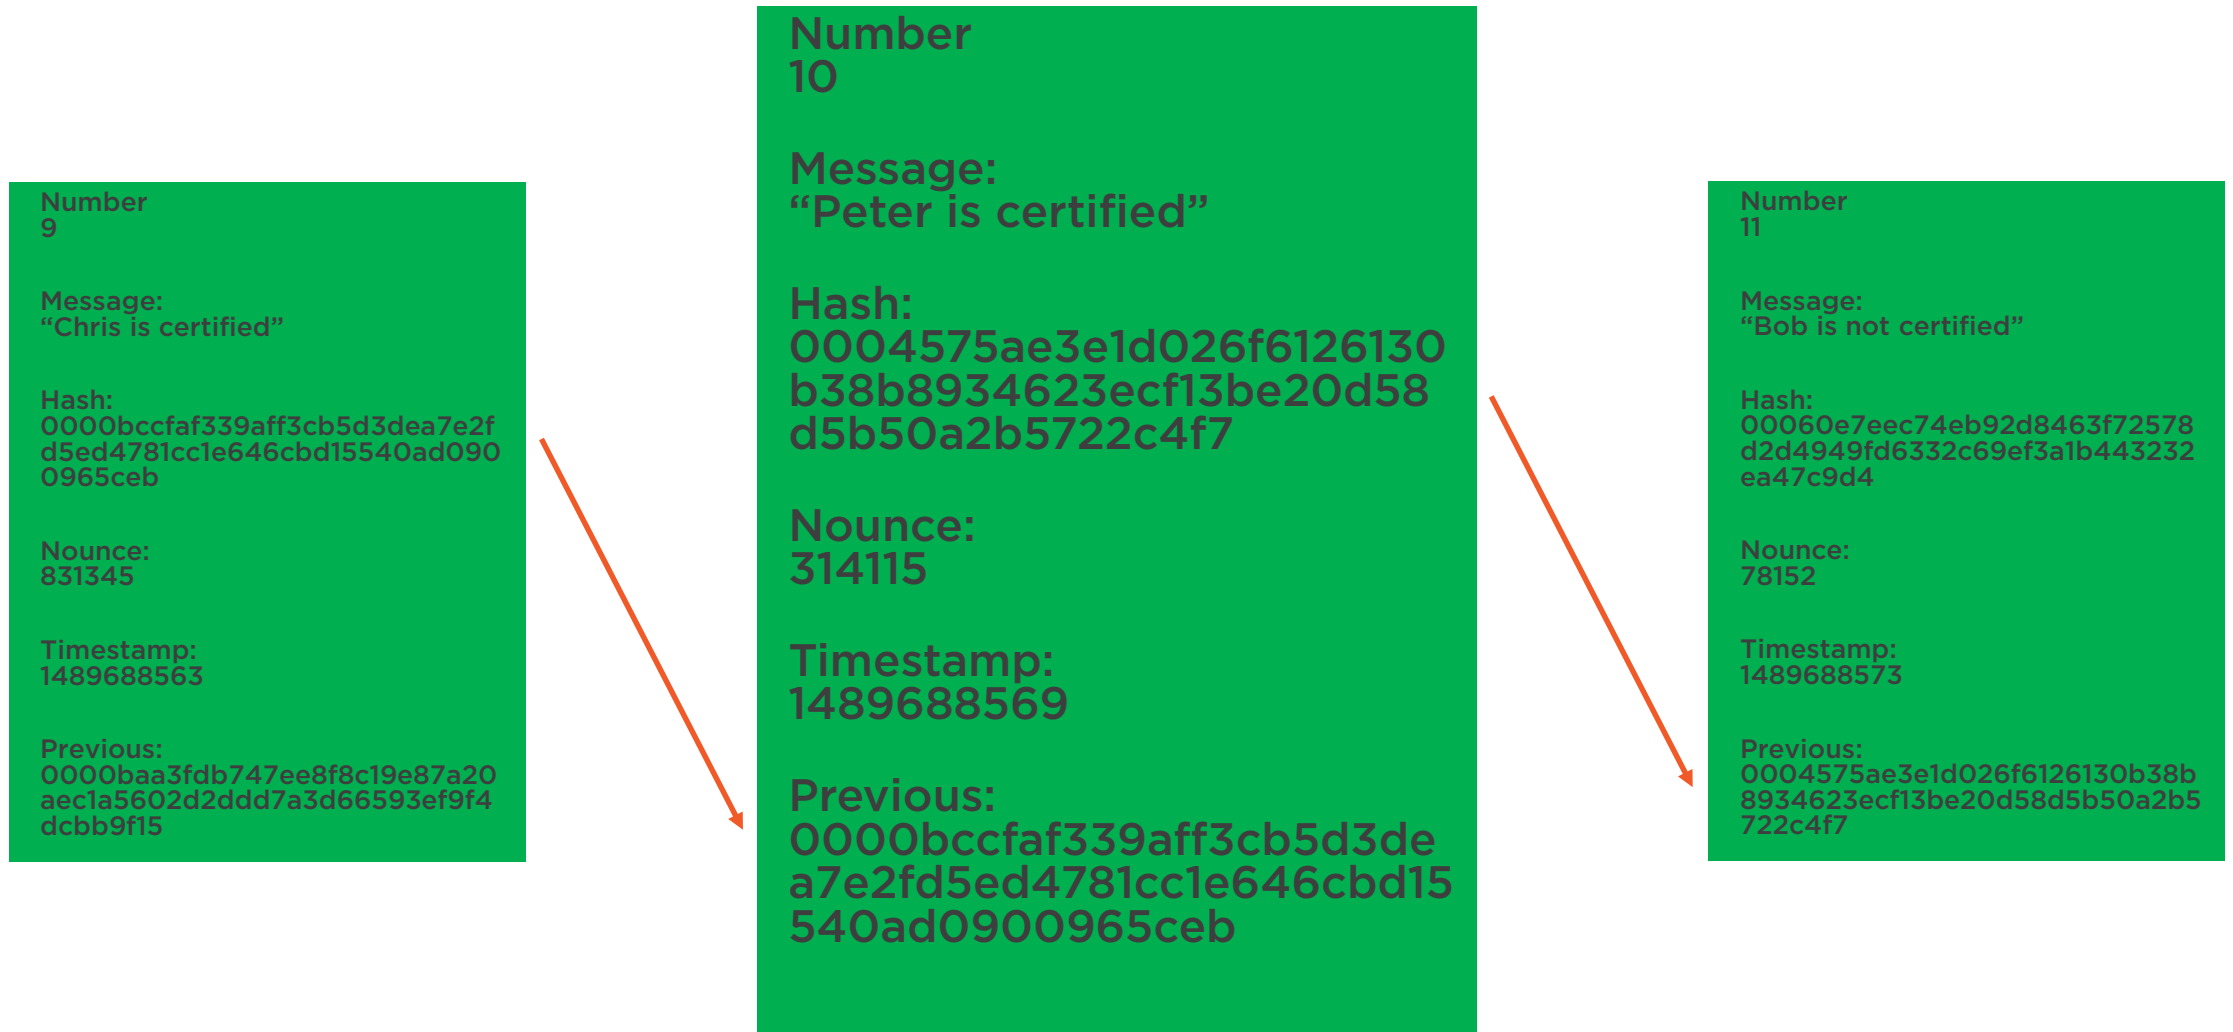 Number
9
Message:
“Chris is certified”
Hash:
0000bccfaf339aff3cb5d3dea7e2f
d5ed4781cc1e646cbd15540ad090
0965ceb
Nounce:
831345
Timestamp:
1489688563
Previous:
0000baa3fdb747ee8f8c19e87a20
aec1a5602d2ddd7a3d66593ef9f4
dcbb9f15
Number
10
Message:
“Peter is certified”
Hash:
0004575ae3e1d026f6126130
b38b8934623ecf13be20d58
d5b50a2b5722c4f7
Nounce:
314115
Timestamp:
1489688569
Previous:
0000bccfaf339aff3cb5d3de
a7e2fd5ed4781cc1e646cbd15
540ad0900965ceb
Number
11
Message:
“Bob is not certified”
Hash:
00060e7eec74eb92d8463f72578
d2d4949fd6332c69ef3a1b443232
ea47c9d4
Nounce:
78152
Timestamp:
1489688573
Previous:
0004575ae3e1d026f6126130b38b
8934623ecf13be20d58d5b50a2b5
722c4f7